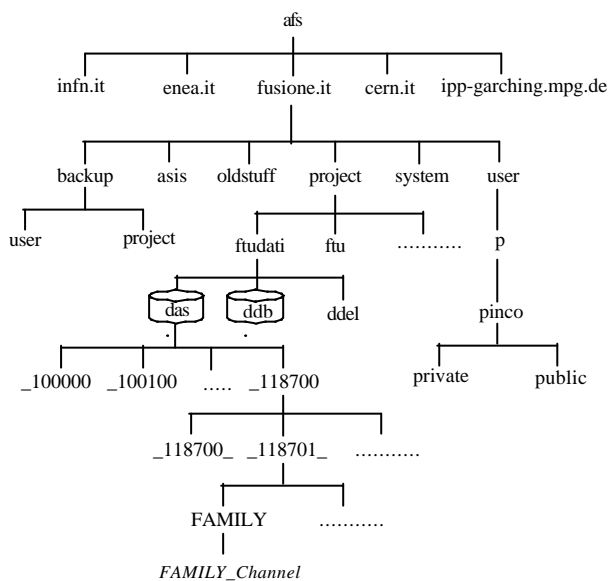 afs
infn.it enea.it fusione.it cern.it ipp-garching.mpg.de
backup asis oldstuff project system user
user project ftudati ftu ........... p
das ddb ddel pinco
_100000 _100100 ..... _118700 private public
_118700_ _118701_ ...........
FAMILY ...........
FAMILY_Channel